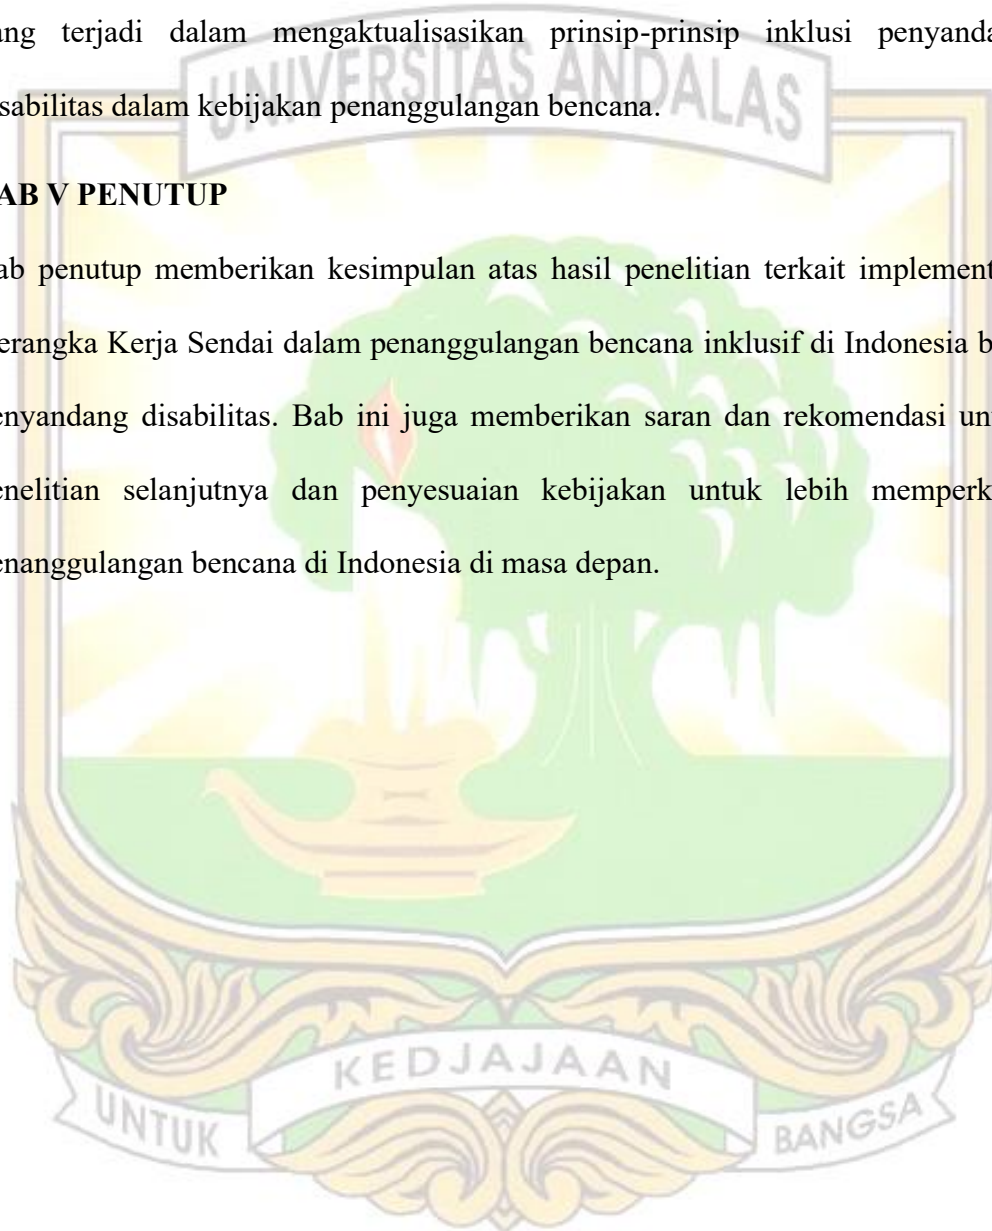 ang terjadi dalam mengaktualisasikan prinsip-prinsip inklusi penyanda
sabilitas dalam kebijakan penanggulangan bencana.
AB V PENUTUP
ab penutup memberikan kesimpulan atas hasil penelitian terkait implement
erangka Kerja Sendai dalam penanggulangan bencana inklusif di Indonesia b
enyandang disabilitas. Bab ini juga memberikan saran dan rekomendasi un
enelitian selanjutnya dan penyesuaian kebijakan untuk lebih memperk
enanggulangan bencana di Indonesia di masa depan.
UNIVERSITAS ANDALAS
UNTUK KEDJAJAAN BANGSA